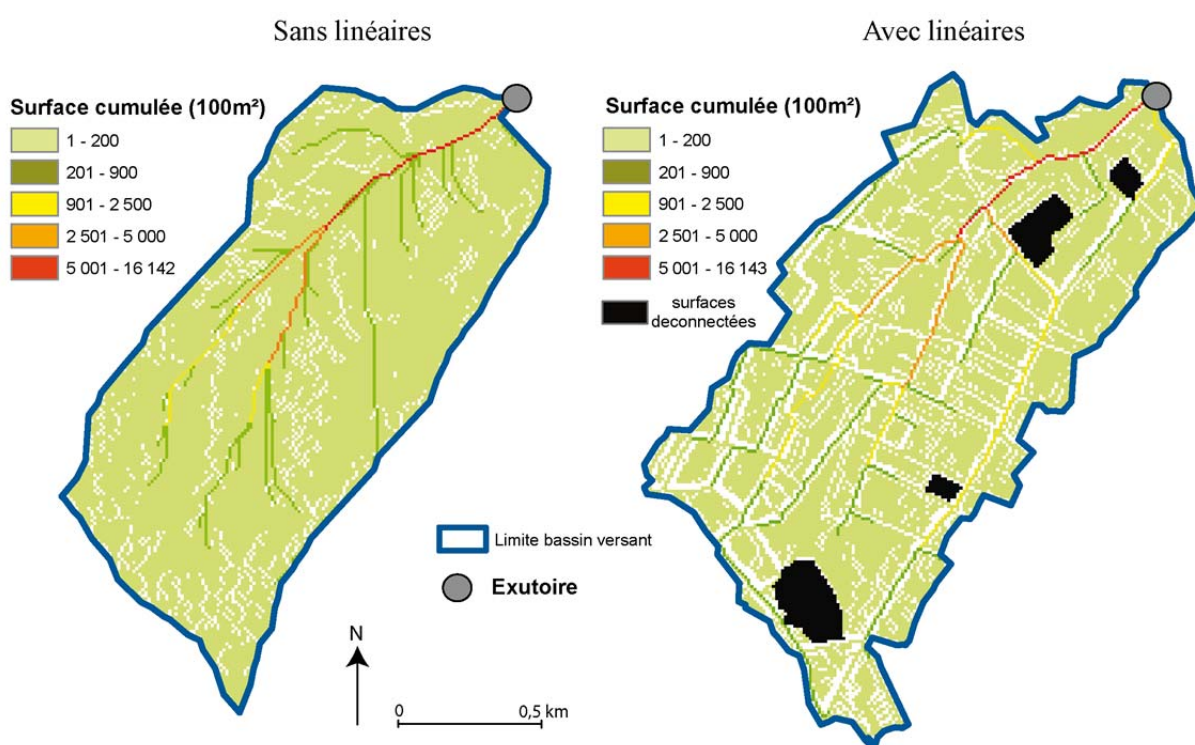 Sans linéaires
Surface cumulée (100m²)
1 - 200
201 - 900
901 - 2 500
2 501 - 5 000
5 001 - 16 142
Avec linéaires
Surface cumulée (100m²)
1 - 200
201 - 900
901 - 2 500
2 501 - 5 000
5 001 - 16 143
surfaces
deconnectées
Limite bassin versant
Exutoire
N
0
0,5 km